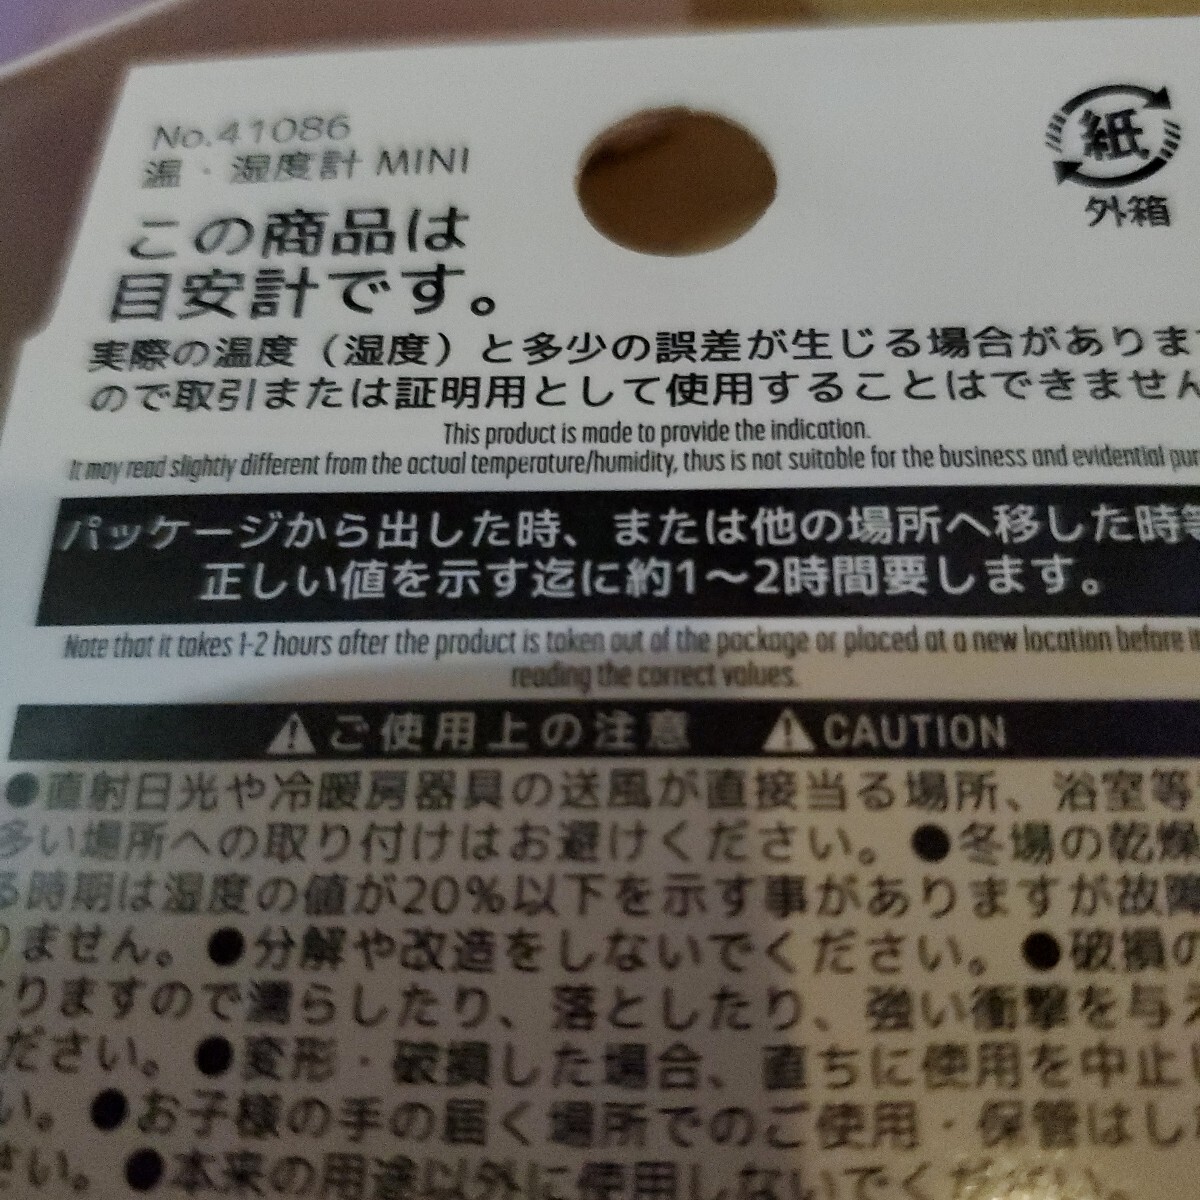 No.41086
温・湿度計 MINI
紙
外箱
この商品は
目安計です。
実際の温度（湿度）と多少の誤差が生じる場合がありま
ので取引または証明用として使用することはできません
This product is made to provide the indication.
It may read slightly different from the actual temperature/humidity, thus is not suitable for the business and evidential pur
パッケージから出した時、または他の場所へ移した時等
正しい値を示す迄に約1〜2時間要します。
Note that it takes 1-2 hours after the product is taken out of the package or placed at a new location before i
reading the correct values.
⚠ご使用上の注意 ⚠CAUTION
●直射日光や冷暖房器具の送風が直接当る場所、浴室等
多い場所への取り付けはお避けください。●冬場の乾燥
る時期は湿度の値が20%以下を示す事がありますが故障
りません。●分解や改造をしないでください。●破損の
りますので濡らしたり、落としたり、強い衝撃を与え
ださい。●変形・破損した場合、直ちに使用を中止し
い。●お子様の手の届く場所でのご使用・保管はし
さい。●本来の用途以外に使用しないでください。